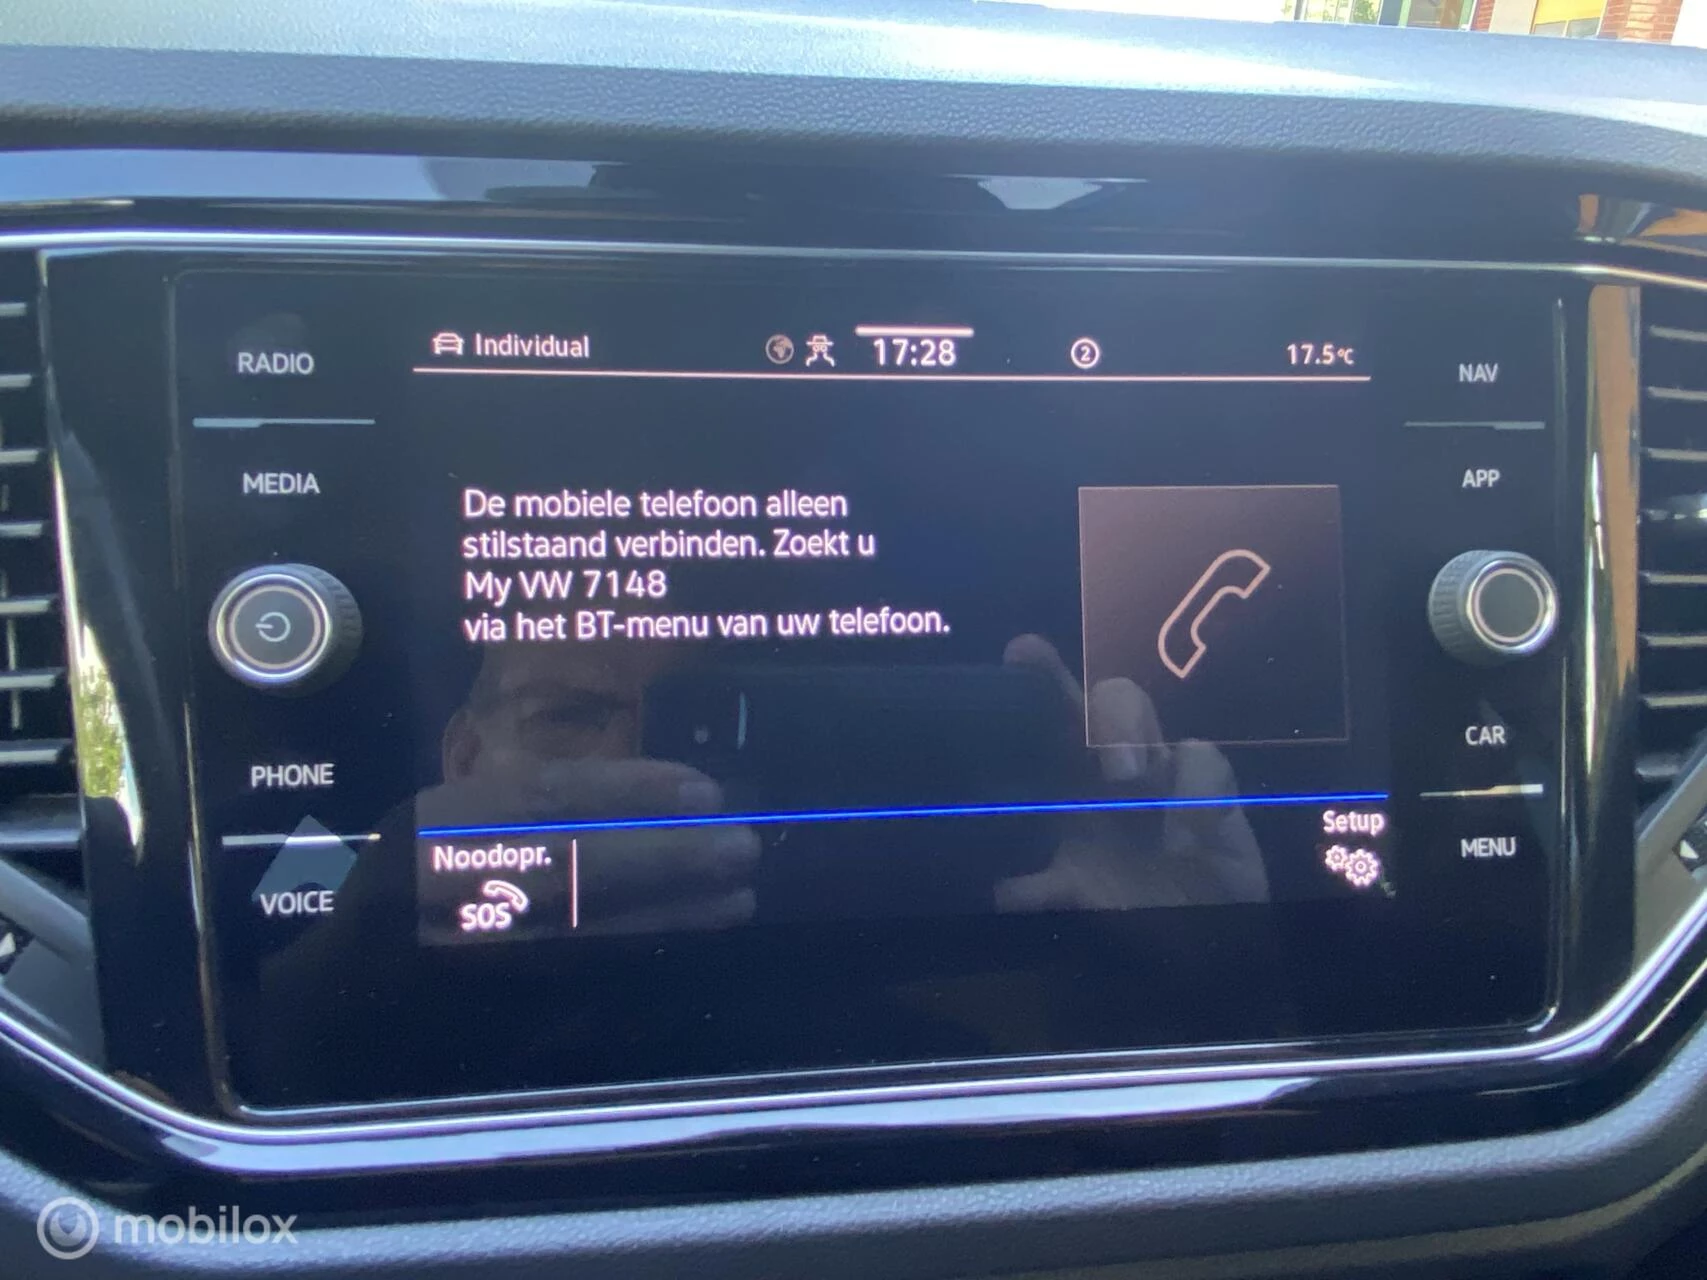 Individual 17:28 2 17.5°C
RADIO
MEDIA
PHONE
VOICE
De mobiele telefoon alleen
stilstaand verbinden. Zoekt u
My VW 7148
via het BT-menu van uw telefoon.
Noodopr.
SOS
Setup
NAV
APP
CAR
MENU
mobilox